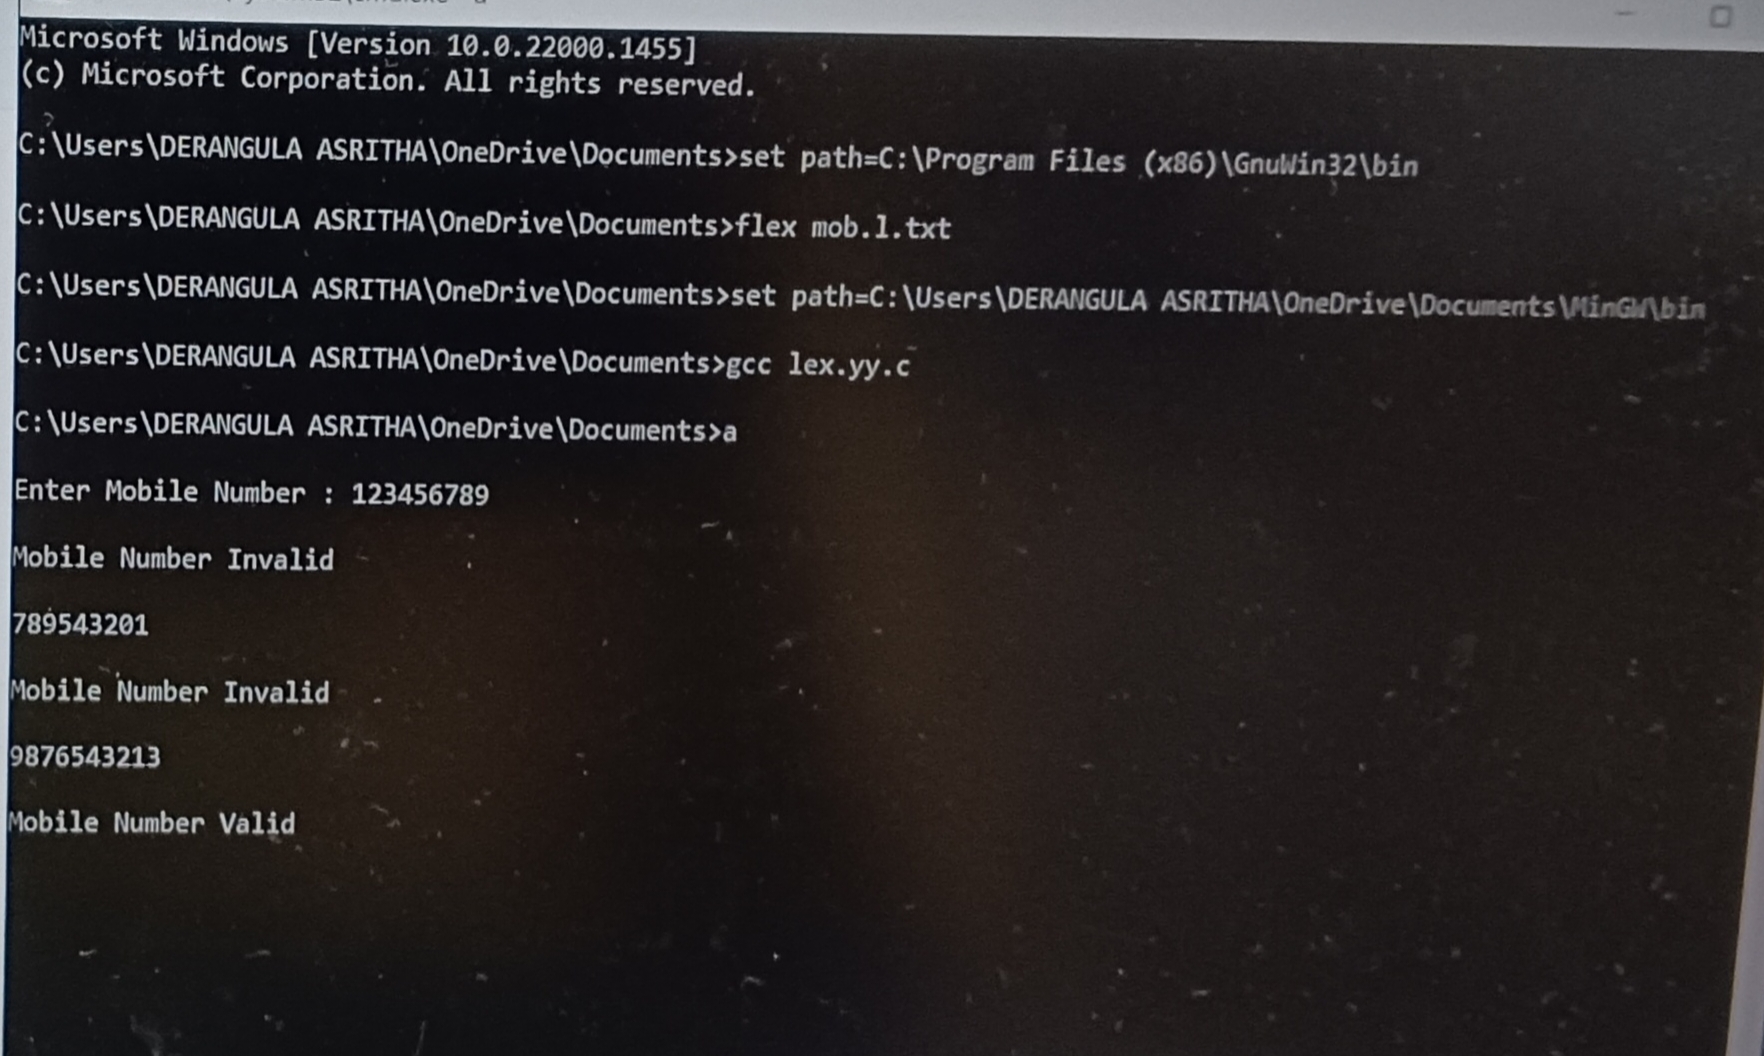 Microsoft Windows [Version 10.0.22000.1455]
(c) Microsoft Corporation. All rights reserved.
C:\Users\DERANGULA ASRITHA\OneDrive\Documents>set path=C:\Program Files (x86)\GnuWin32\bin
C:\Users\DERANGULA ASRITHA\OneDrive\Documents>flex mob.l.txt
C:\Users\DERANGULA ASRITHA\OneDrive\Documents>set path=C:\Users\DERANGULA ASRITHA\OneDrive\Documents\MinGW\bin
C:\Users\DERANGULA ASRITHA\OneDrive\Documents>gcc lex.yy.c
C:\Users\DERANGULA ASRITHA\OneDrive\Documents>a
Enter Mobile Number : 123456789
Mobile Number Invalid
789543201
Mobile Number Invalid
9876543213
Mobile Number Valid